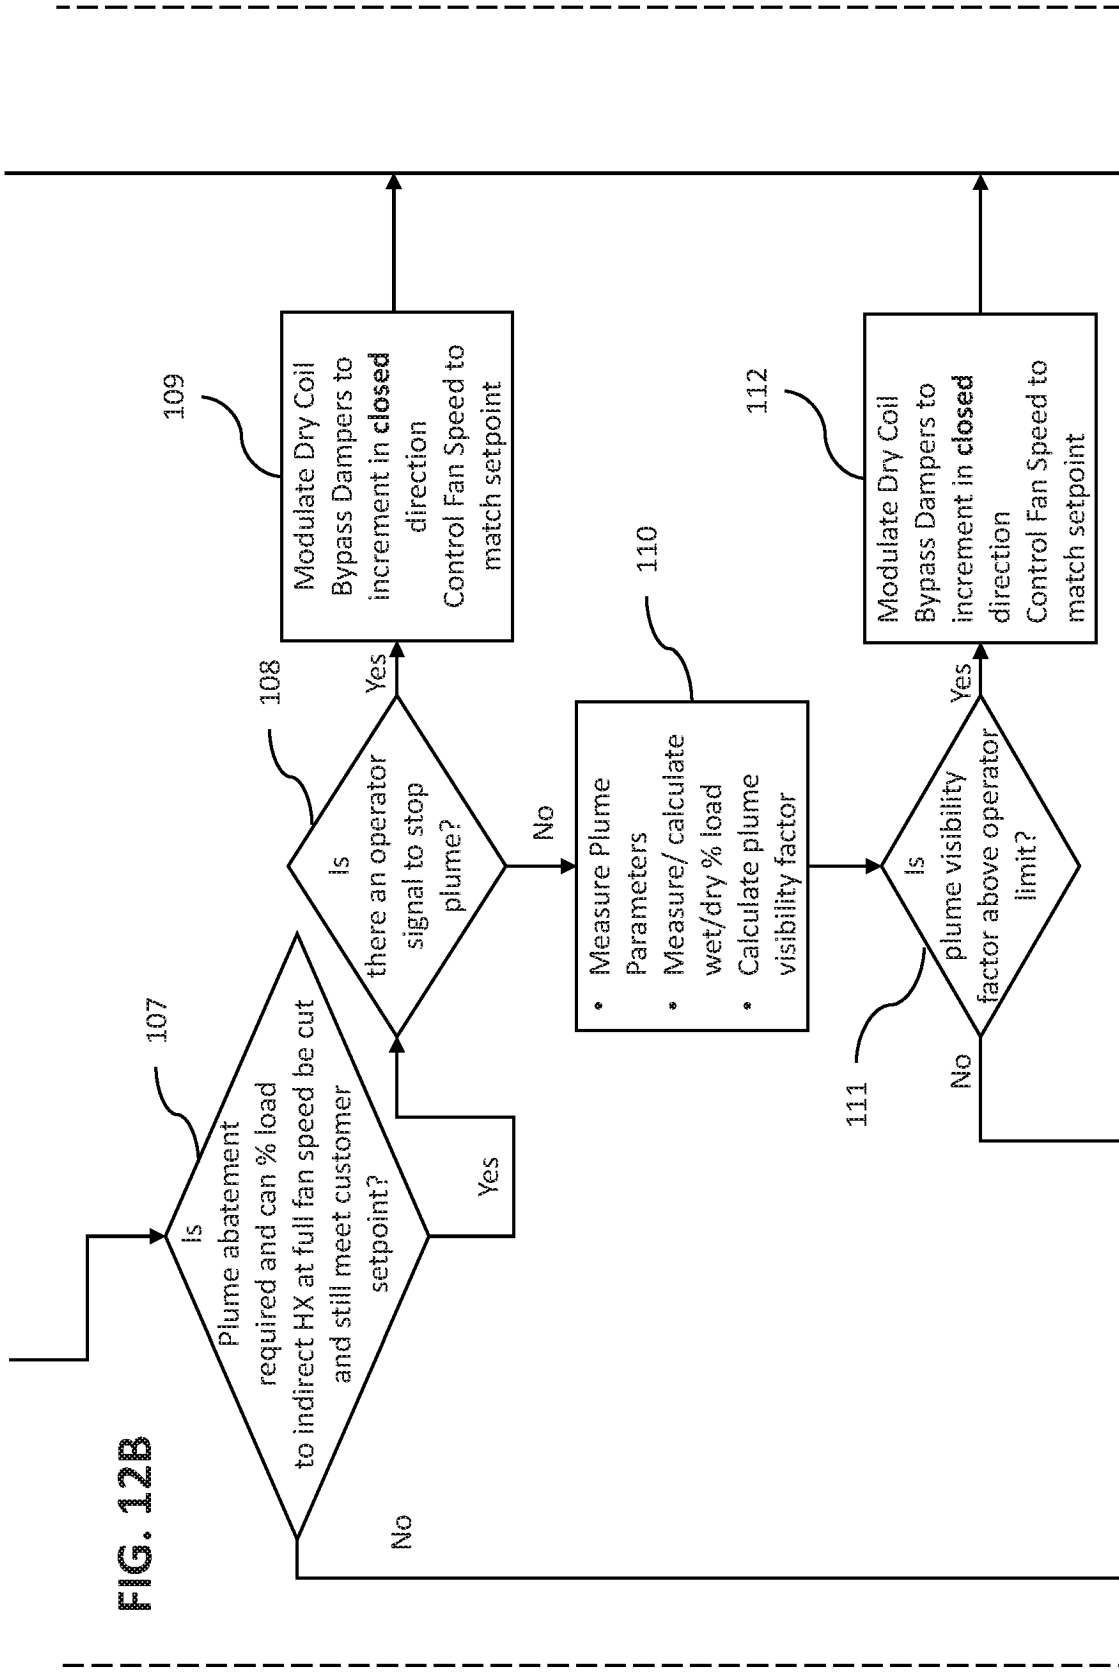 FIG. 12B
107
Is
Plume abatement
required and can % load
to indirect HX at full fan speed be cut
and still meet customer
setpoint?
No
Yes
108
Is
there an operator
signal to stop
plume?
Yes
No
109
Modulate Dry Coil
Bypass Dampers to
increment in closed
direction
Control Fan Speed to
match setpoint
110
• Measure Plume
Parameters
• Measure/ calculate
wet/dry % load
• Calculate plume
visibility factor
111
Is
plume visibility
factor above operator
limit?
No
Yes
112
Modulate Dry Coil
Bypass Dampers to
increment in closed
direction
Control Fan Speed to
match setpoint